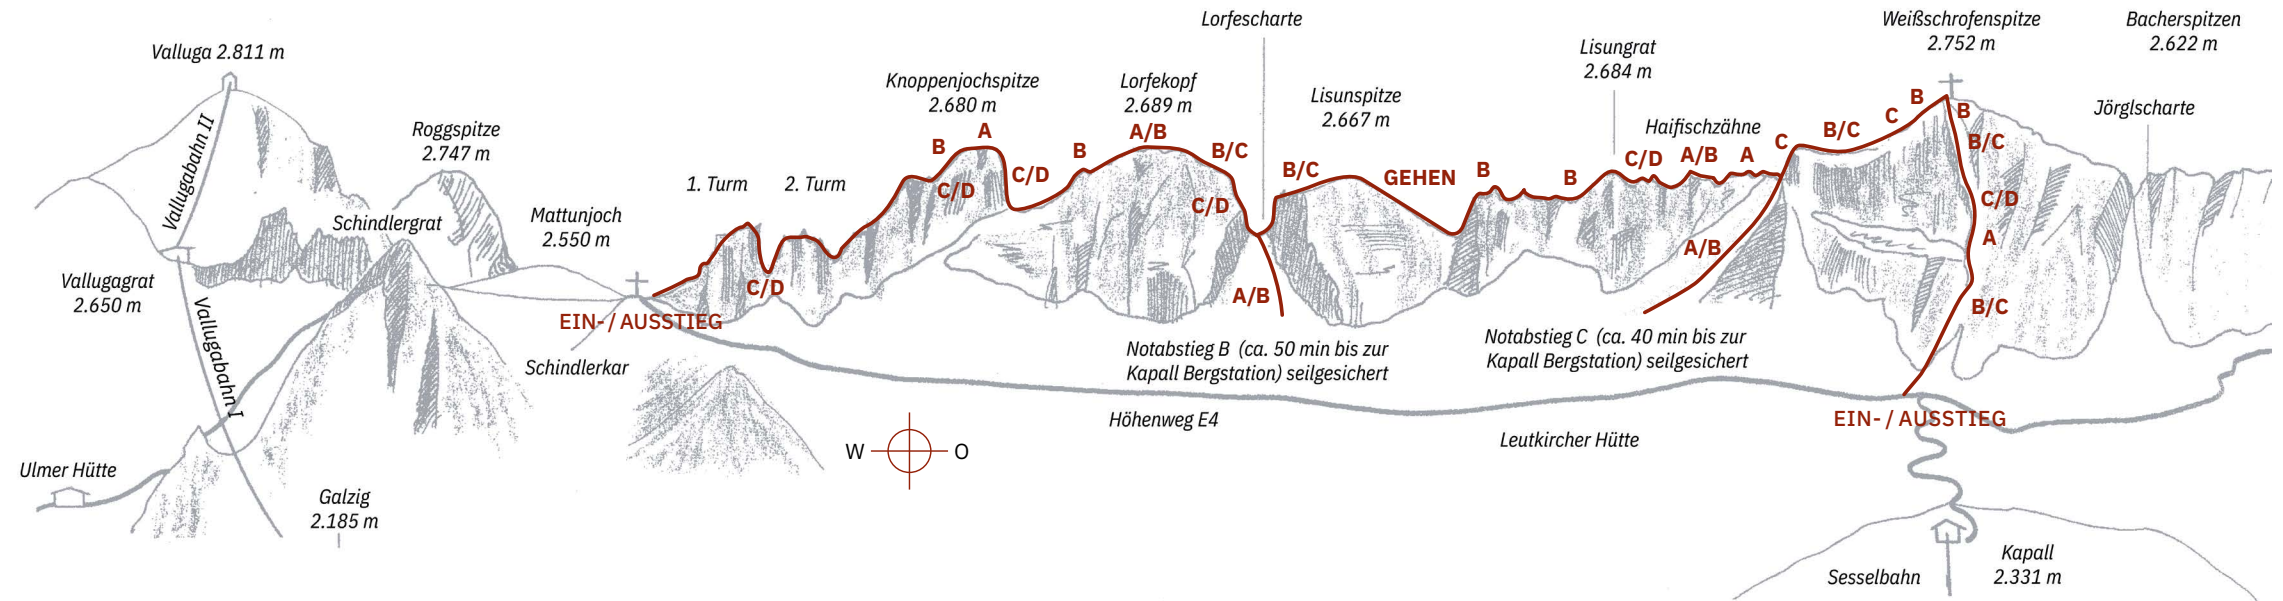 Valluga 2.811 m
Vallugabahn II
Vallugagrat
2.650 m
Vallugabahn I
Ulmer Hütte
Galzig
2.185 m
Roggspitze
2.747 m
Schindlergrat
Mattunjoch
2.550 m
EIN- / AUSSTIEG
Schindlerkar
1. Turm
2. Turm
C/D
Knoppenjochspitze
2.680 m
B
A
C/D
C/D
B
Lorfekopf
2.689 m
A/B
B/C
C/D
Lorfescharte
A/B
B/C
Lisunspitze
2.667 m
GEHEN
B
B
Lisungrat
2.684 m
Haifischzähne
C/D
A/B
A
C
A/B
B/C
C
B
Weißschrofenspitze
2.752 m
B
B/C
C/D
A
B/C
Bacherspitzen
2.622 m
Jörglscharte
Notabstieg B (ca. 50 min bis zur
Kapall Bergstation) seilgesichert
Notabstieg C (ca. 40 min bis zur
Kapall Bergstation) seilgesichert
Höhenweg E4
W
O
Leutkircher Hütte
EIN- / AUSSTIEG
Sesselbahn
Kapall
2.331 m